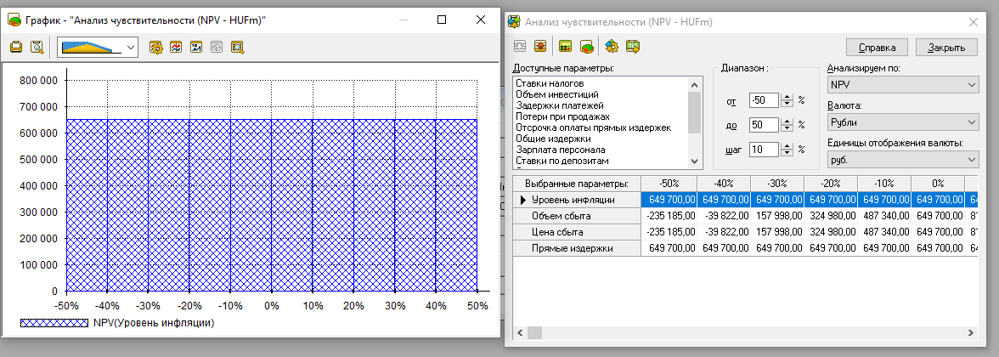 График - "Анализ чувствительности (NPV - HUFm)"
800 000
700 000
600 000
500 000
400 000
300 000
200 000
100 000
0
-50% -40% -30% -20% -10% 0% 10% 20% 30% 40% 50%
NPV(Уровень инфляции)
Анализ чувствительности (NPV - HUFm)
Справка Закрыть
Доступные параметры:
Ставки налогов
Объем инвестиций
Задержки платежей
Потери при продажах
Отсрочка оплаты прямых издержек
Общие издержки
Зарплата персонала
Ставки по депозитам
Диапазон :
от -50 %
до 50 %
шаг 10 %
Анализируем по:
NPV
Валюта:
Рубли
Единицы отображения валюты:
руб.
Выбранные параметры: -50% -40% -30% -20% -10% 0%
Уровень инфляции 649 700,00 649 700,00 649 700,00 649 700,00 649 700,00 649 700,00
Объем сбыта -235 185,00 -39 822,00 157 998,00 324 980,00 487 340,00 649 700,00
Цена сбыта -235 185,00 -39 822,00 157 998,00 324 980,00 487 340,00 649 700,00
Прямые издержки 649 700,00 649 700,00 649 700,00 649 700,00 649 700,00 649 700,00